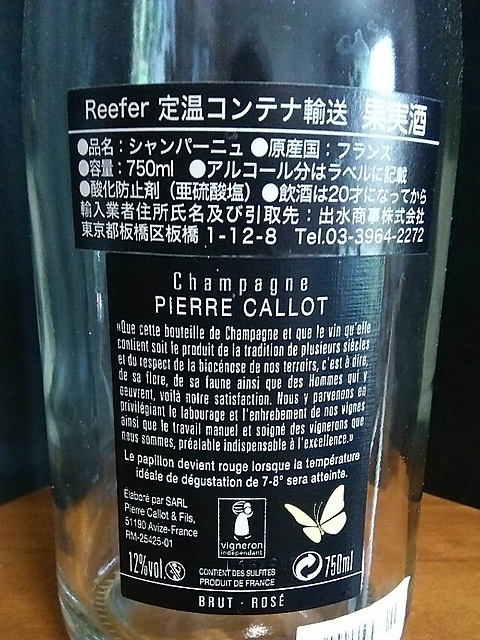 Reefer 定温コンテナ輸送 果実酒
●品名：シャンパーニュ ●原産国：フランス
●容量：750ml ●アルコール分はラベルに記載
●酸化防止剤（亜硫酸塩） ●飲酒は20才になってから
輸入業者住所氏名及び引取先：出水商事株式会社
東京都板橋区板橋 1-12-8 Tel.03-3964-2272
Champagne
PIERRE CALLOT
«Que cette bouteille de Champagne et que le vin qu'elle
contient soit le produit de la tradition de plusieurs siècles
et du respect de la biocénose de nos terroirs, c'est à dire,
de sa flore, de sa faune ainsi que des Hommes qui y
oeuvrent, voilà notre satisfaction. Nous y parvenons en
privilégiant le labourage et l'enherbement de nos vignes
ainsi que le travail manuel et soigné des vignerons que
nous sommes, préalable indispensable à l'excellence.»
Le papillon devient rouge lorsque la température
idéale de dégustation de 7-8° sera atteinte.
Elaboré par SARL
Pierre Callot & Fils,
51190 Avize-France
RM-25425-01
vigneron
indépendant
12%vol.
CONTIENT DES SULFITES
PRODUIT DE FRANCE
750ml
BRUT · ROSÉ